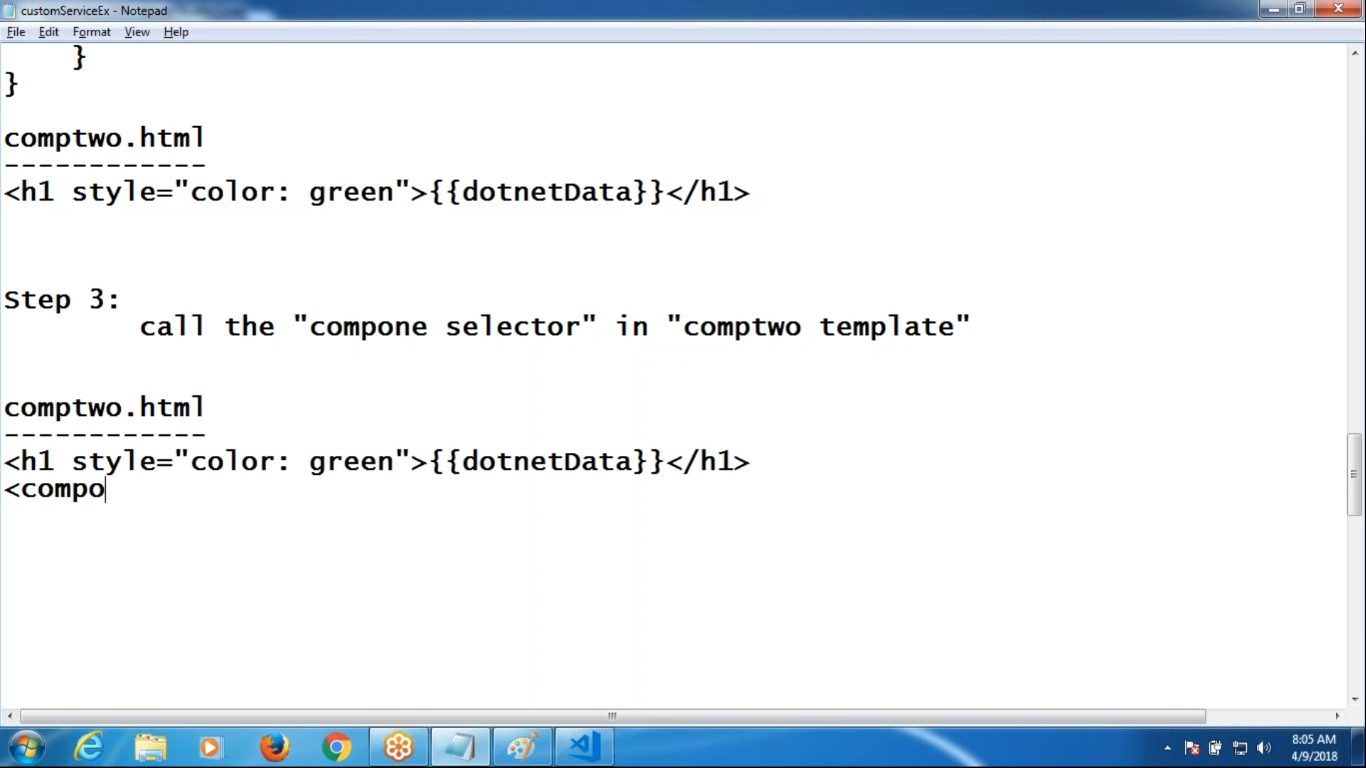 customServiceEx - Notepad
File Edit Format View Help
}
}
comptwo.html
------------
<h1 style="color: green">{{dotnetData}}</h1>
Step 3:
call the "compone selector" in "comptwo template"
comptwo.html
------------
<h1 style="color: green">{{dotnetData}}</h1>
<compo
8:05 AM
4/9/2018